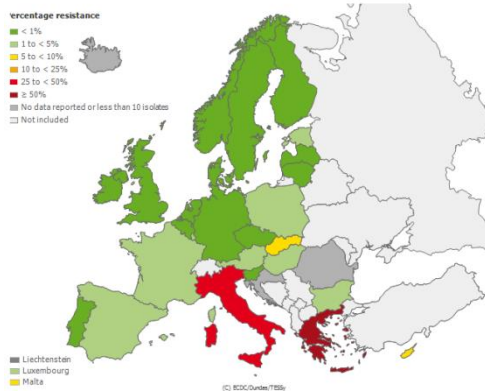 ercentage resistance
< 1%
1 to < 5%
5 to < 10%
10 to < 25%
25 to < 50%
≥ 50%
No data reported or less than 10 isolates
Not included
Liechtenstein
Luxembourg
Malta
(C) ECDC/Dundas/TESSy